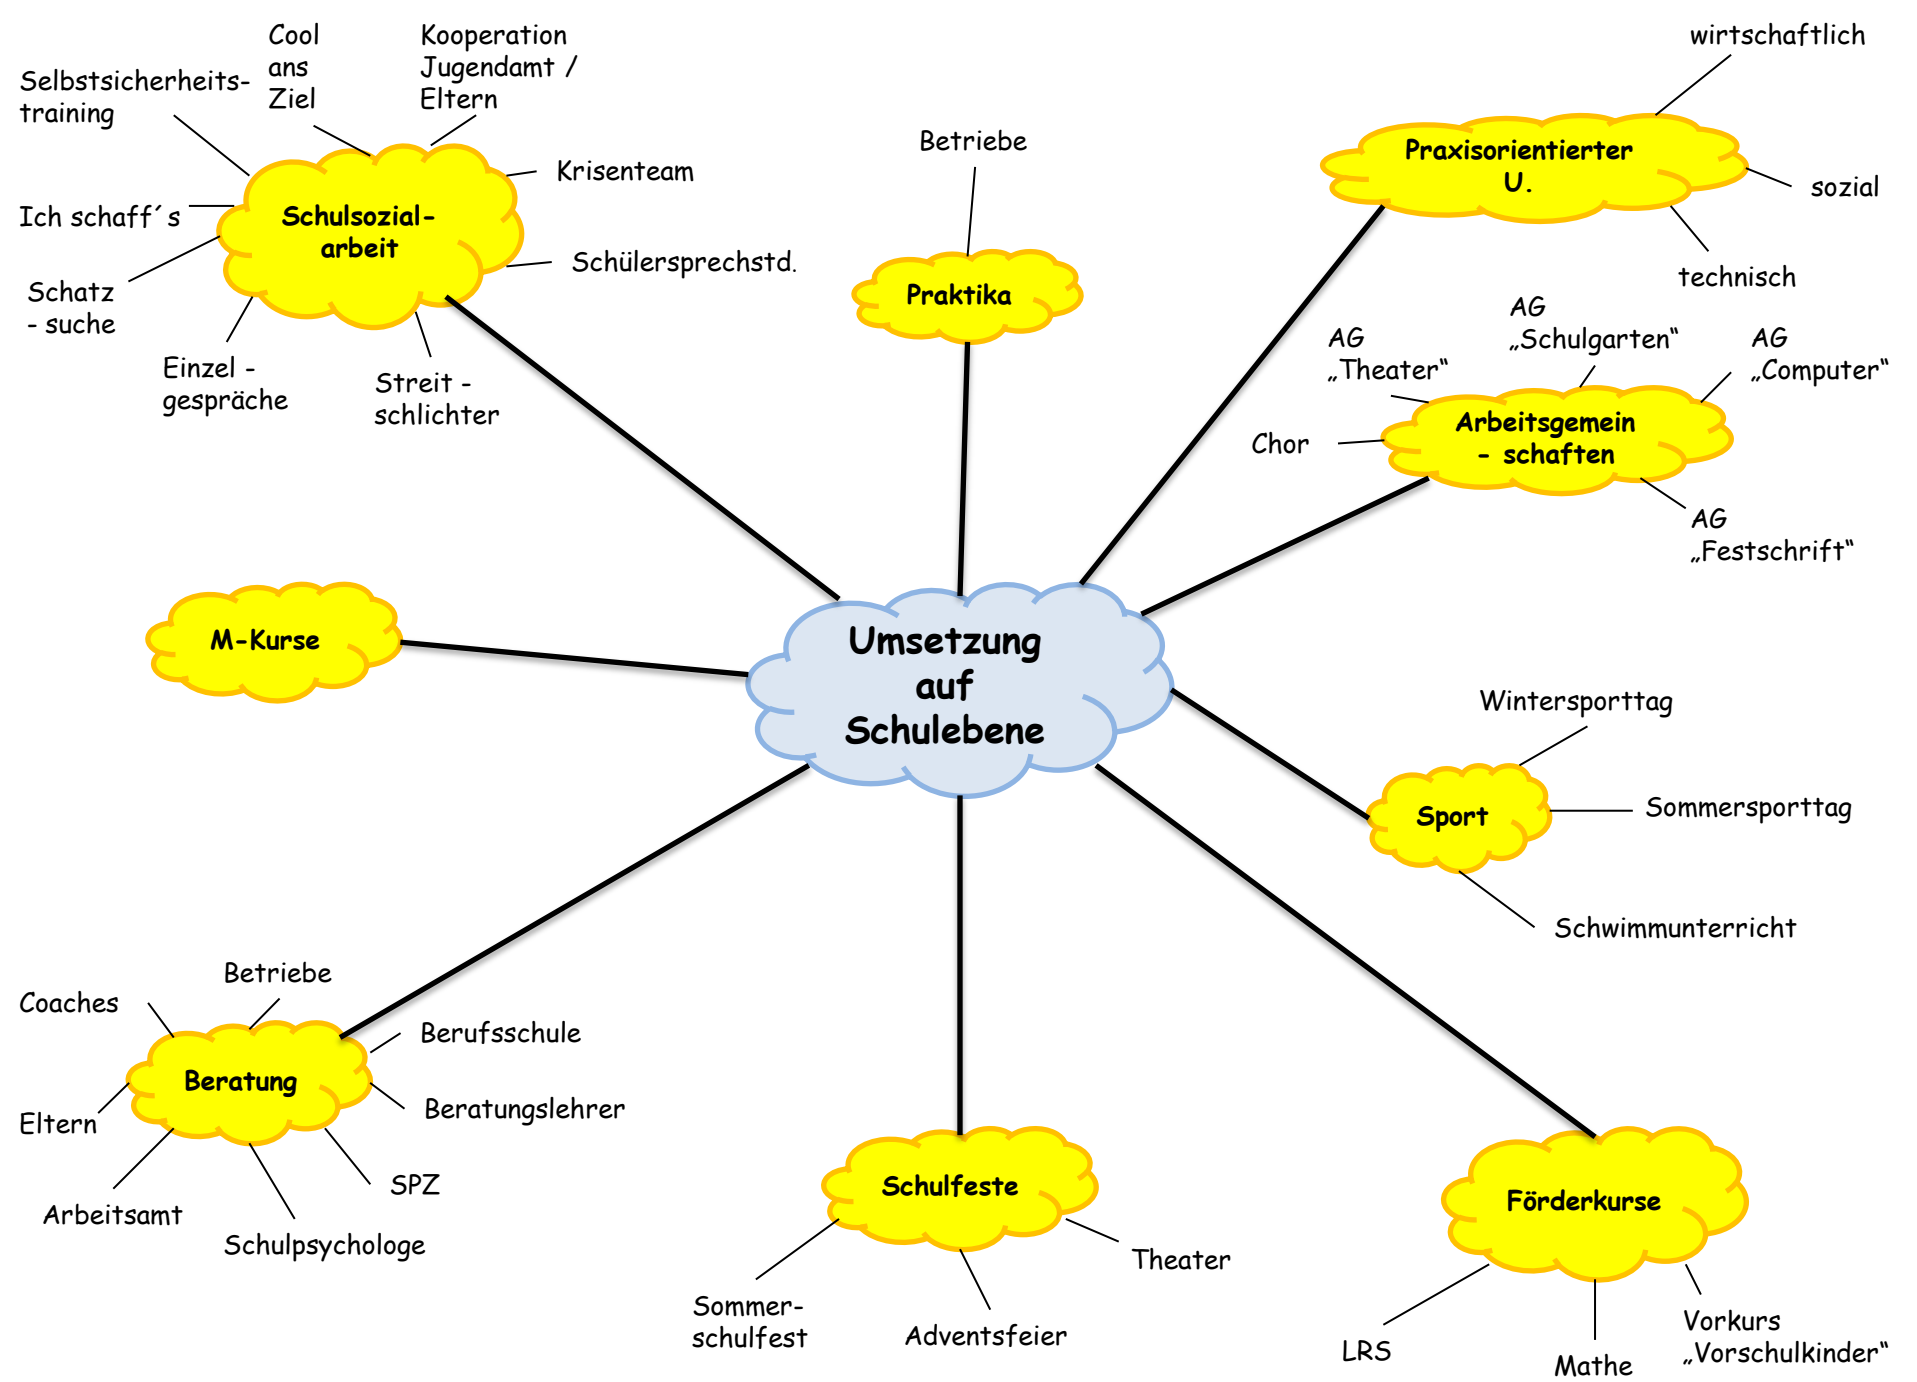 Cool
ans
Ziel
Kooperation
Jugendamt /
Eltern
Selbstsicherheits-
training
Krisenteam
Ich schaff´s
Schulsozial-
arbeit
Schülersprechstd.
Schatz
- suche
Einzel -
gespräche
Streit -
schlichter
Betriebe
Praktika
wirtschaftlich
Praxisorientierter
U.
sozial
technisch
AG
„Schulgarten“
AG
„Theater“
AG
„Computer“
Chor
Arbeitsgemein
- schaften
AG
„Festschrift“
M-Kurse
Umsetzung
auf
Schulebene
Wintersporttag
Sport
Sommersporttag
Schwimmunterricht
Betriebe
Coaches
Berufsschule
Beratung
Beratungslehrer
Eltern
SPZ
Arbeitsamt
Schulpsychologe
Schulfeste
Theater
Sommer-
schulfest
Adventsfeier
Förderkurse
LRS
Mathe
Vorkurs
„Vorschulkinder“